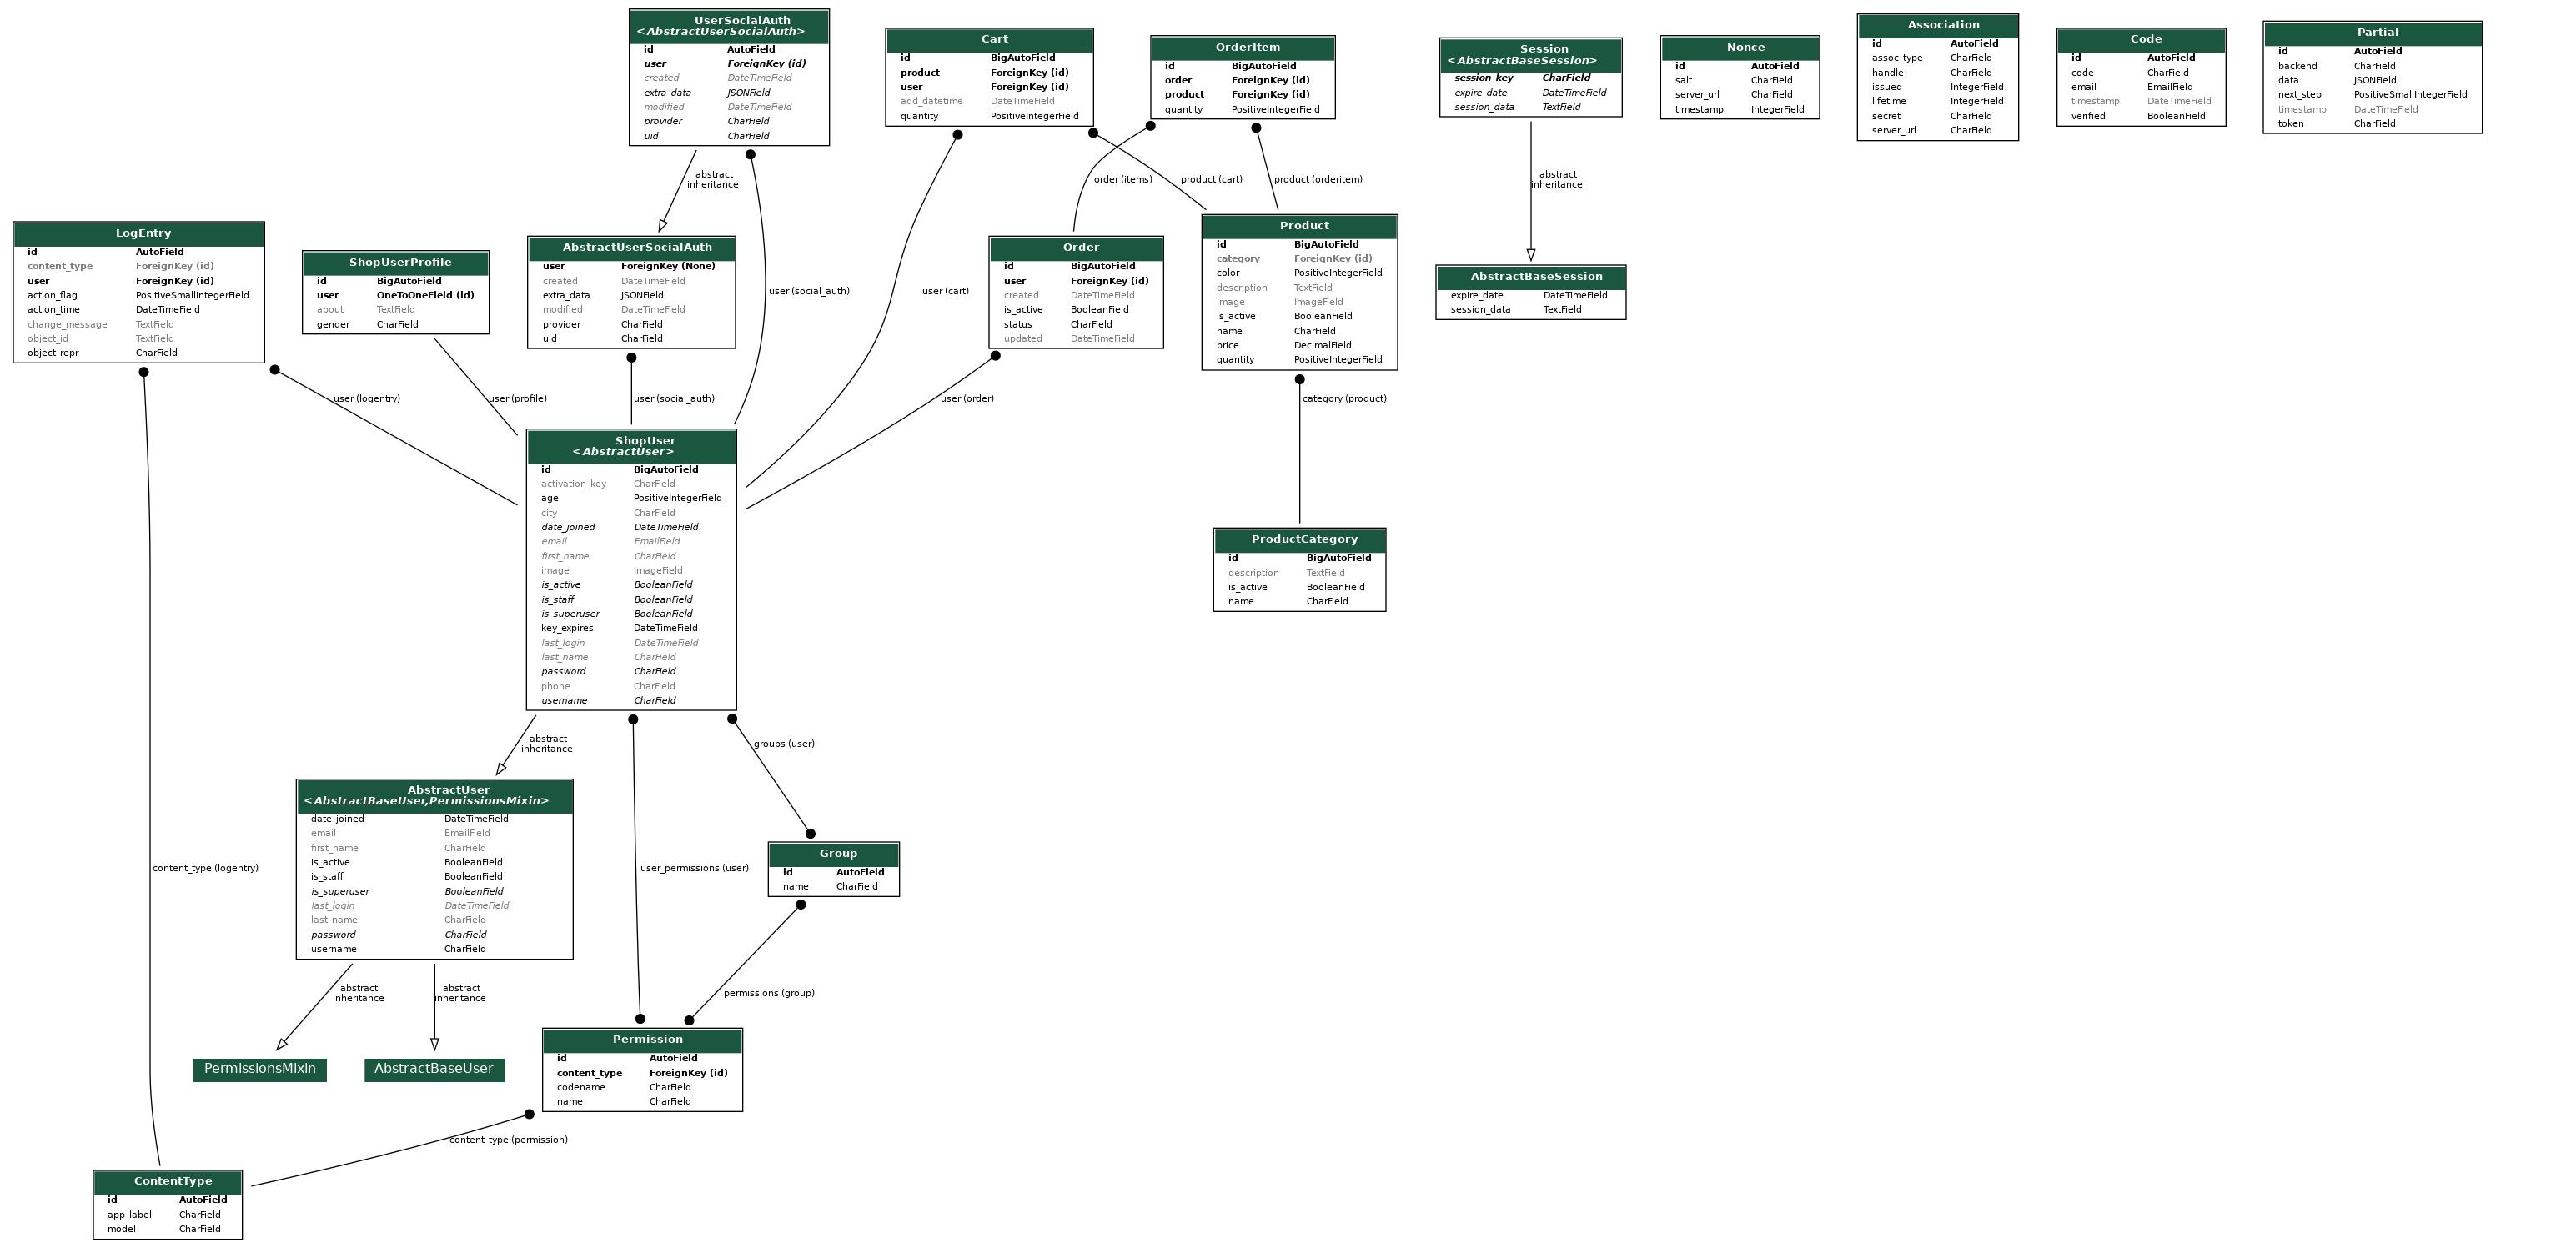 UserSocialAuth
<AbstractUserSocialAuth>
id AutoField
user ForeignKey (id)
created DateTimeField
extra_data JSONField
modified DateTimeField
provider CharField
uid CharField
Cart
id BigAutoField
product ForeignKey (id)
user ForeignKey (id)
add_datetime DateTimeField
quantity PositiveIntegerField
OrderItem
id BigAutoField
order ForeignKey (id)
product ForeignKey (id)
quantity PositiveIntegerField
Session
<AbstractBaseSession>
session_key CharField
expire_date DateTimeField
session_data TextField
Nonce
id AutoField
salt CharField
server_url CharField
timestamp IntegerField
Association
id AutoField
assoc_type CharField
handle CharField
issued IntegerField
lifetime IntegerField
secret CharField
server_url CharField
Code
id AutoField
code CharField
email EmailField
timestamp DateTimeField
verified BooleanField
Partial
id AutoField
backend CharField
data JSONField
next_step PositiveSmallIntegerField
timestamp DateTimeField
token CharField
abstract
inheritance
order (items)
product (cart)
product (orderitem)
abstract
inheritance
LogEntry
id AutoField
content_type ForeignKey (id)
user ForeignKey (id)
action_flag PositiveSmallIntegerField
action_time DateTimeField
change_message TextField
object_id TextField
object_repr CharField
ShopUserProfile
id BigAutoField
user OneToOneField (id)
about TextField
gender CharField
AbstractUserSocialAuth
user ForeignKey (None)
created DateTimeField
extra_data JSONField
modified DateTimeField
provider CharField
uid CharField
user (social_auth)
user (cart)
Order
id BigAutoField
user ForeignKey (id)
created DateTimeField
is_active BooleanField
status CharField
updated DateTimeField
Product
id BigAutoField
category ForeignKey (id)
color PositiveIntegerField
description TextField
image ImageField
is_active BooleanField
name CharField
price DecimalField
quantity PositiveIntegerField
AbstractBaseSession
expire_date DateTimeField
session_data TextField
user (logentry)
user (profile)
user (social_auth)
user (order)
category (product)
ShopUser
<AbstractUser>
id BigAutoField
activation_key CharField
age PositiveIntegerField
city CharField
date_joined DateTimeField
email EmailField
first_name CharField
image ImageField
is_active BooleanField
is_staff BooleanField
is_superuser BooleanField
key_expires DateTimeField
last_login DateTimeField
last_name CharField
password CharField
phone CharField
username CharField
ProductCategory
id BigAutoField
description TextField
is_active BooleanField
name CharField
abstract
inheritance
groups (user)
AbstractUser
<AbstractBaseUser,PermissionsMixin>
date_joined DateTimeField
email EmailField
first_name CharField
is_active BooleanField
is_staff BooleanField
is_superuser BooleanField
last_login DateTimeField
last_name CharField
password CharField
username CharField
content_type (logentry)
user_permissions (user)
Group
id AutoField
name CharField
abstract
inheritance
abstract
inheritance
permissions (group)
PermissionsMixin
AbstractBaseUser
Permission
id AutoField
content_type ForeignKey (id)
codename CharField
name CharField
content_type (permission)
ContentType
id AutoField
app_label CharField
model CharField